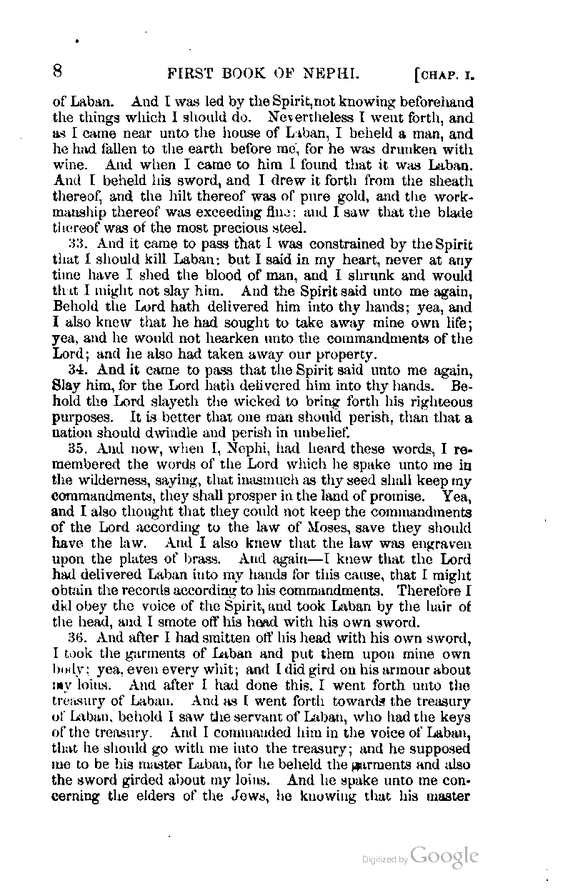 8 FIRST BOOK OF NEPHI. [CHAP. I.
of Laban. And I was led by the Spirit, not knowing beforehand
the things which I should do. Nevertheless I went forth, and
as I came near unto the house of Laban, I beheld a man, and
he had fallen to the earth before me, for he was drunken with
wine. And when I came to him I found that it was Laban.
And I beheld his sword, and I drew it forth from the sheath
thereof, and the hilt thereof was of pure gold, and the work-
manship thereof was exceeding fine; and I saw that the blade
thereof was of the most precious steel.
33. And it came to pass that I was constrained by the Spirit
that I should kill Laban; but I said in my heart, never at any
time have I shed the blood of man, and I shrunk and would
that I might not slay him. And the Spirit said unto me again,
Behold the Lord hath delivered him into thy hands; yea, and
I also knew that he had sought to take away mine own life;
yea, and he would not hearken unto the commandments of the
Lord; and he also had taken away our property.
34. And it came to pass that the Spirit said unto me again,
Slay him, for the Lord hath delivered him into thy hands. Be-
hold the Lord slayeth the wicked to bring forth his righteous
purposes. It is better that one man should perish, than that a
nation should dwindle and perish in unbelief.
35. And now, when I, Nephi, had heard these words, I re-
membered the words of the Lord which he spake unto me in
the wilderness, saying, that inasmuch as thy seed shall keep my
commandments, they shall prosper in the land of promise. Yea,
and I also thought that they could not keep the commandments
of the Lord according to the law of Moses, save they should
have the law. And I also knew that the law was engraven
upon the plates of brass. And again—I knew that the Lord
had delivered Laban into my hands for this cause, that I might
obtain the records according to his commandments. Therefore I
did obey the voice of the Spirit, and took Laban by the hair of
the head, and I smote off his head with his own sword.
36. And after I had smitten off his head with his own sword,
I took the garments of Laban and put them upon mine own
body; yea, even every whit; and I did gird on his armour about
my loins. And after I had done this, I went forth unto the
treasury of Laban. And as I went forth towards the treasury
of Laban, behold I saw the servant of Laban, who had the keys
of the treasury. And I commanded him in the voice of Laban,
that he should go with me into the treasury; and he supposed
me to be his master Laban, for he beheld the garments and also
the sword girded about my loins. And he spake unto me con-
cerning the elders of the Jews, he knowing that his master
Digitized by Google